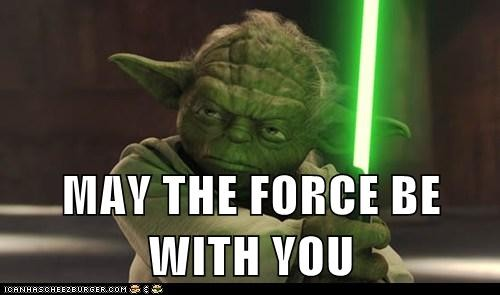 MAY THE FORCE BE
WITH YOU
ICANHASCHEEZBURGER.COM